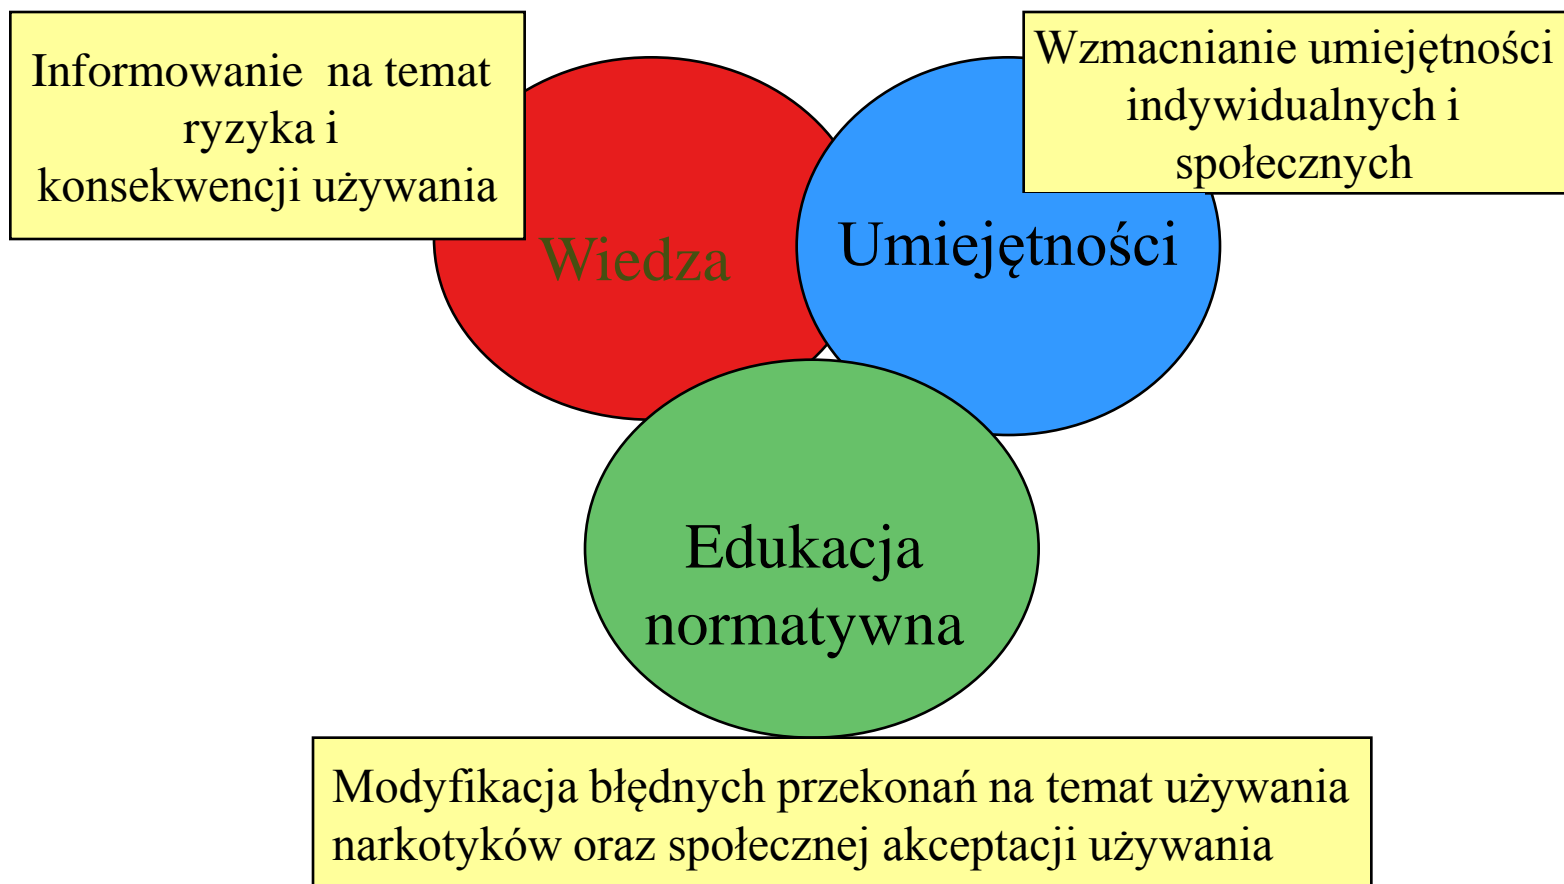 Informowanie na temat
ryzyka i
konsekwencji używania
Wzmacnianie umiejętności
indywidualnych i
społecznych
Wiedza
Umiejętności
Edukacja
normatywna
Modyfikacja błędnych przekonań na temat używania
narkotyków oraz społecznej akceptacji używania